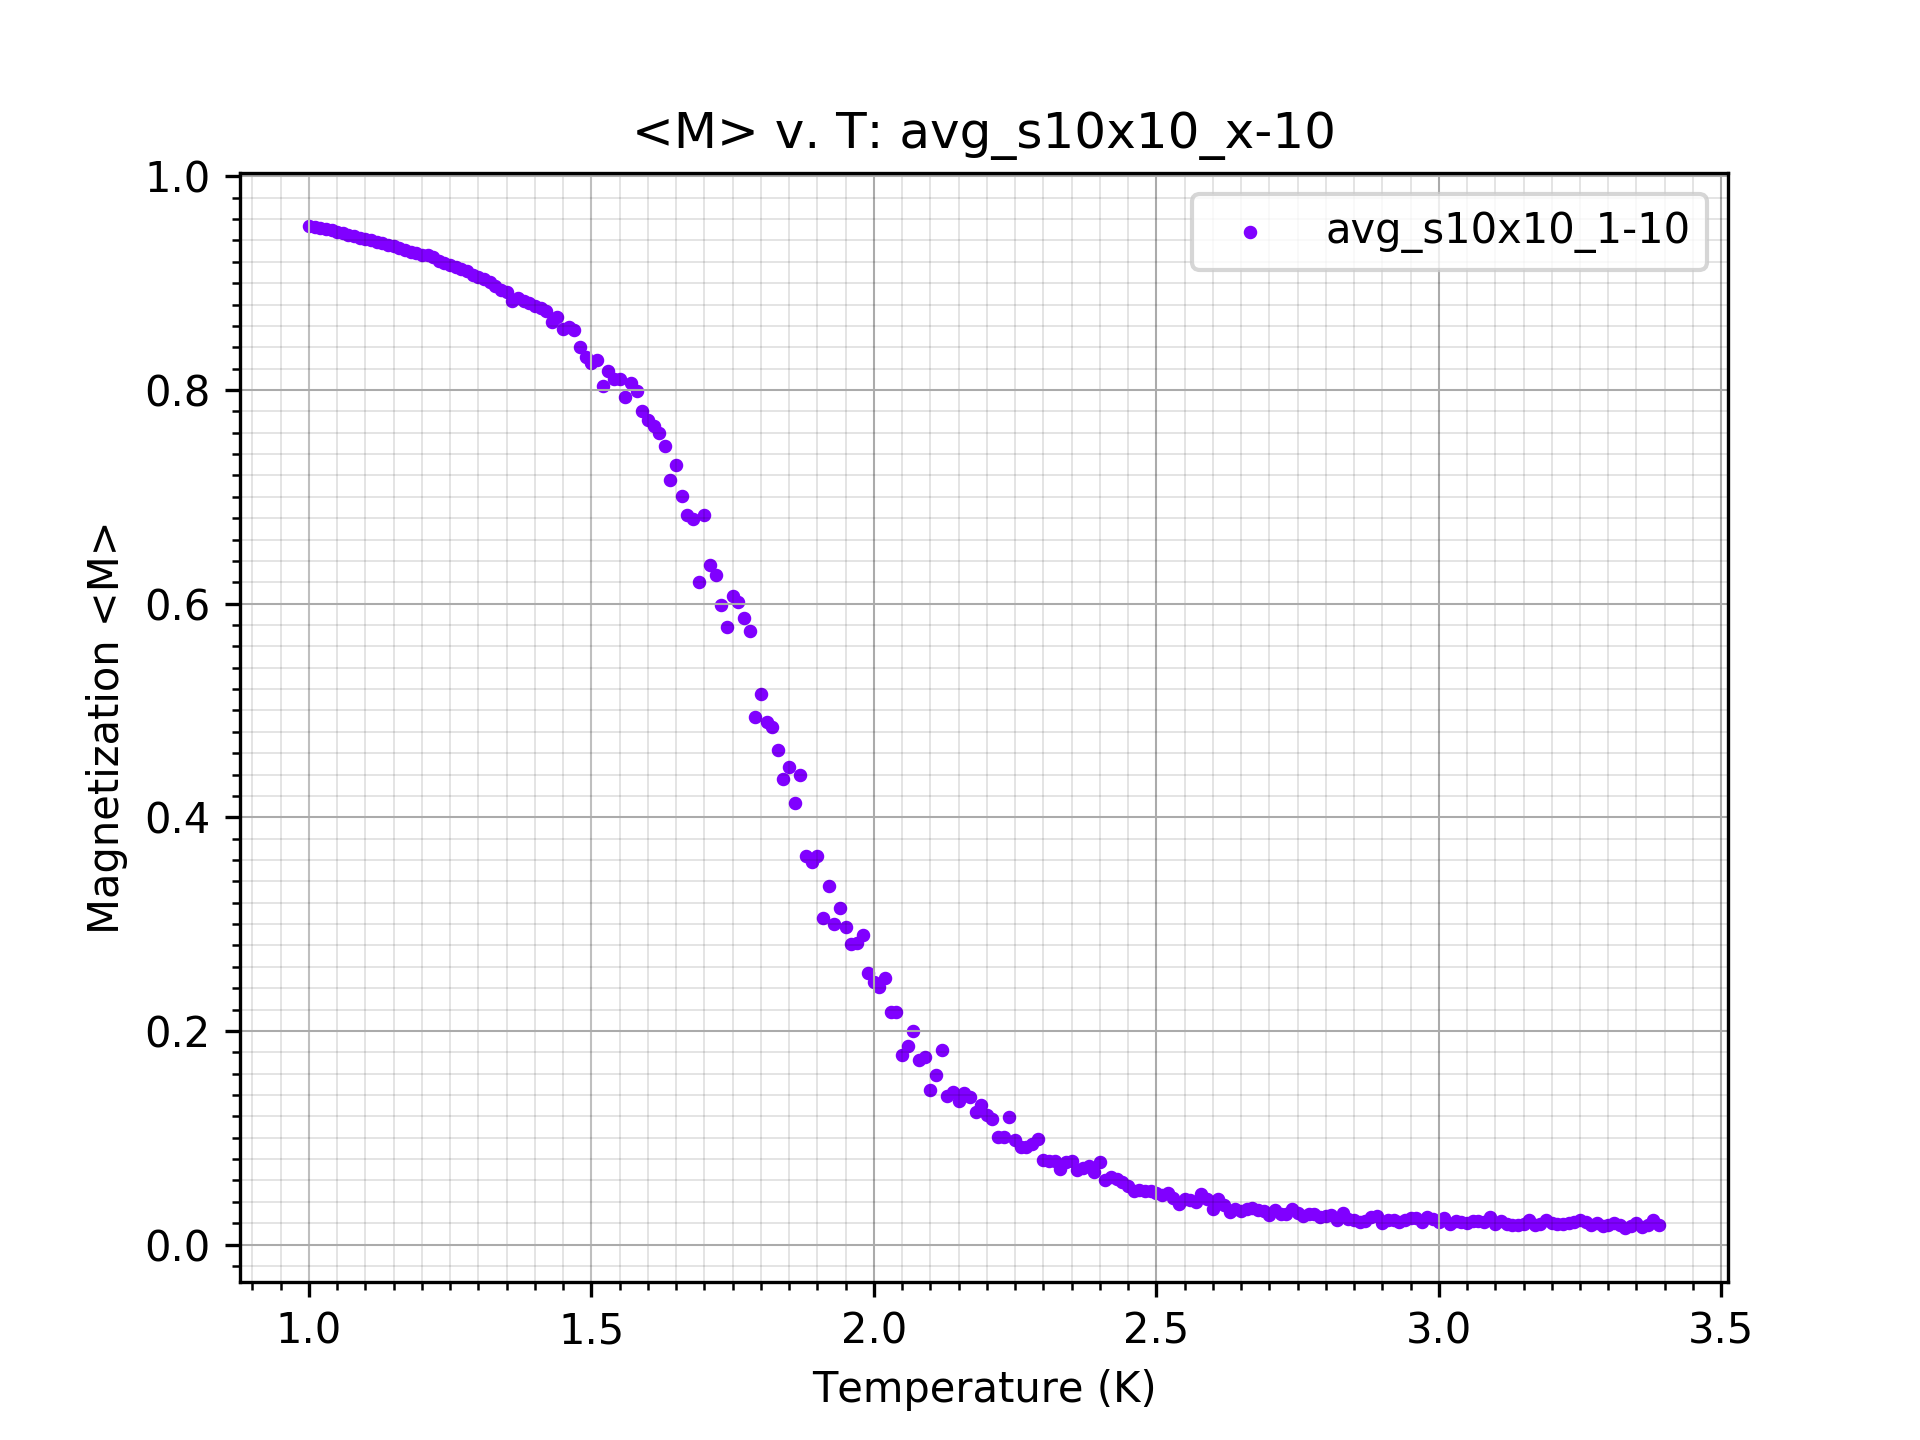 <M> v. T: avg_s10x10_x-10
avg_s10x10_1-10
Magnetization <M>
1.0
0.8
0.6
0.4
0.2
0.0
1.0 1.5 2.0 2.5 3.0 3.5
Temperature (K)